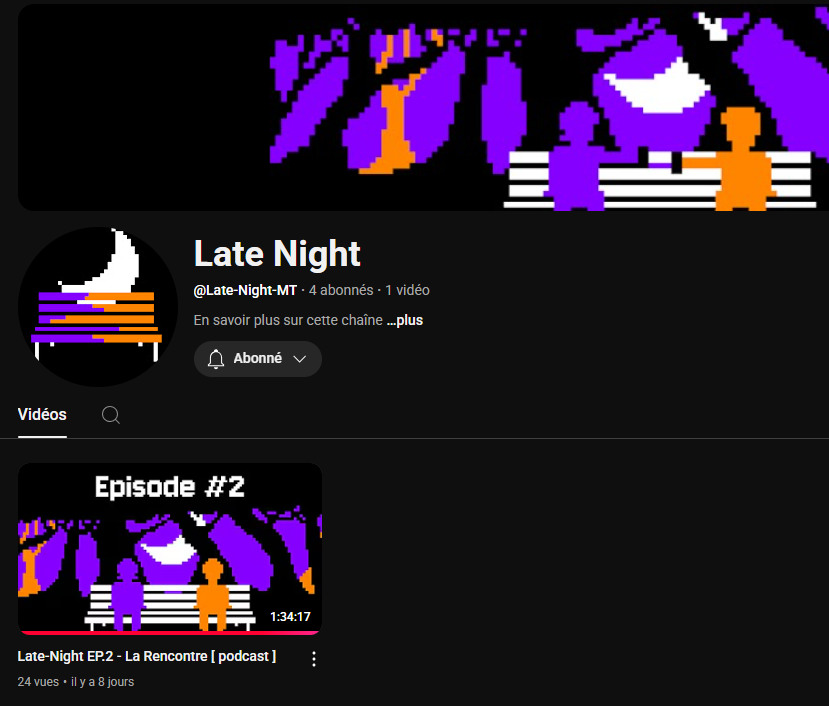 Late Night
@Late-Night-MT · 4 abonnés · 1 vidéo
En savoir plus sur cette chaîne ...plus
Abonné
Vidéos
Episode #2
1:34:17
Late-Night EP.2 - La Rencontre [ podcast ]
24 vues • il y a 8 jours